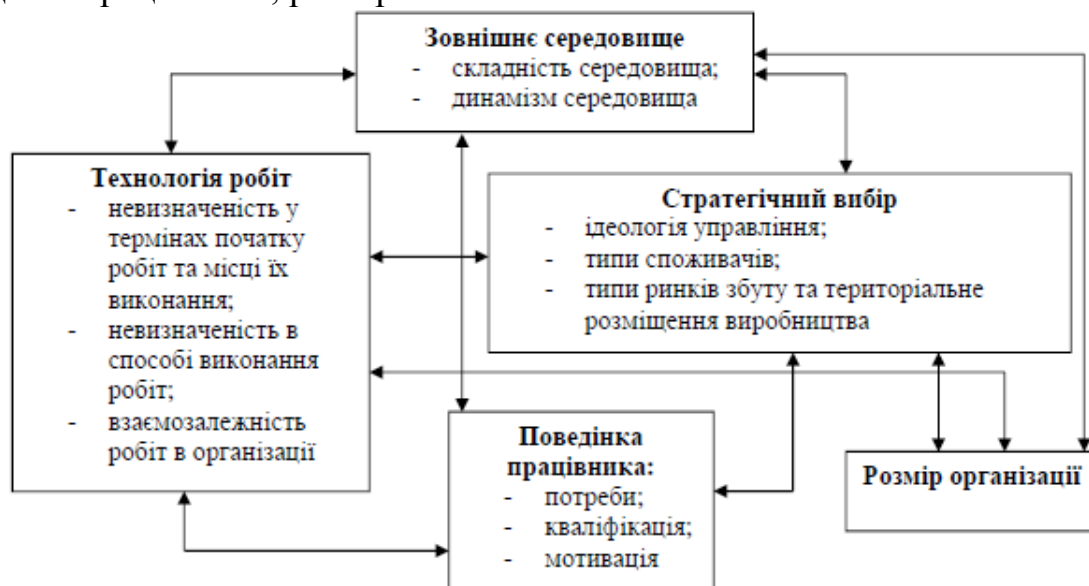 Зовнішнє середовище
- складність середовища;
- динамізм середовища
Технологія робіт
- невизначеність у
термінах початку
робіт та місці їх
виконання;
- невизначеність в
способі виконання
робіт;
- взаємозалежність
робіт в організації
Стратегічний вибір
- ідеологія управління;
- типи споживачів;
- типи ринків збуту та територіальне
розміщення виробництва
Поведінка
працівника:
- потреби;
- кваліфікація;
- мотивація
Розмір організації